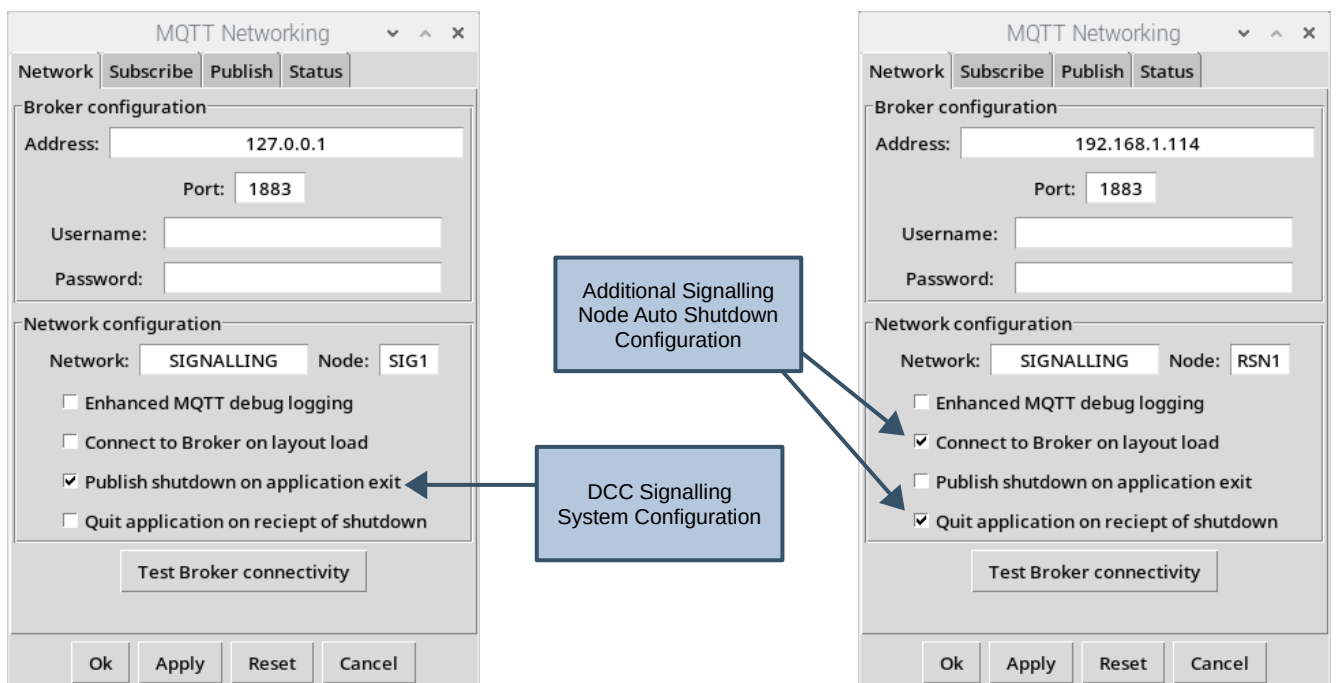 MQTT Networking
Network Subscribe Publish Status
Broker configuration
Address: 127.0.0.1
Port: 1883
Username:
Password:
Network configuration
Network: SIGNALLING Node: SIG1
Enhanced MQTT debug logging
Connect to Broker on layout load
Publish shutdown on application exit
Quit application on reciept of shutdown
Test Broker connectivity
Ok Apply Reset Cancel
Additional Signalling
Node Auto Shutdown
Configuration
DCC Signalling
System Configuration
MQTT Networking
Network Subscribe Publish Status
Broker configuration
Address: 192.168.1.114
Port: 1883
Username:
Password:
Network configuration
Network: SIGNALLING Node: RSN1
Enhanced MQTT debug logging
Connect to Broker on layout load
Publish shutdown on application exit
Quit application on reciept of shutdown
Test Broker connectivity
Ok Apply Reset Cancel